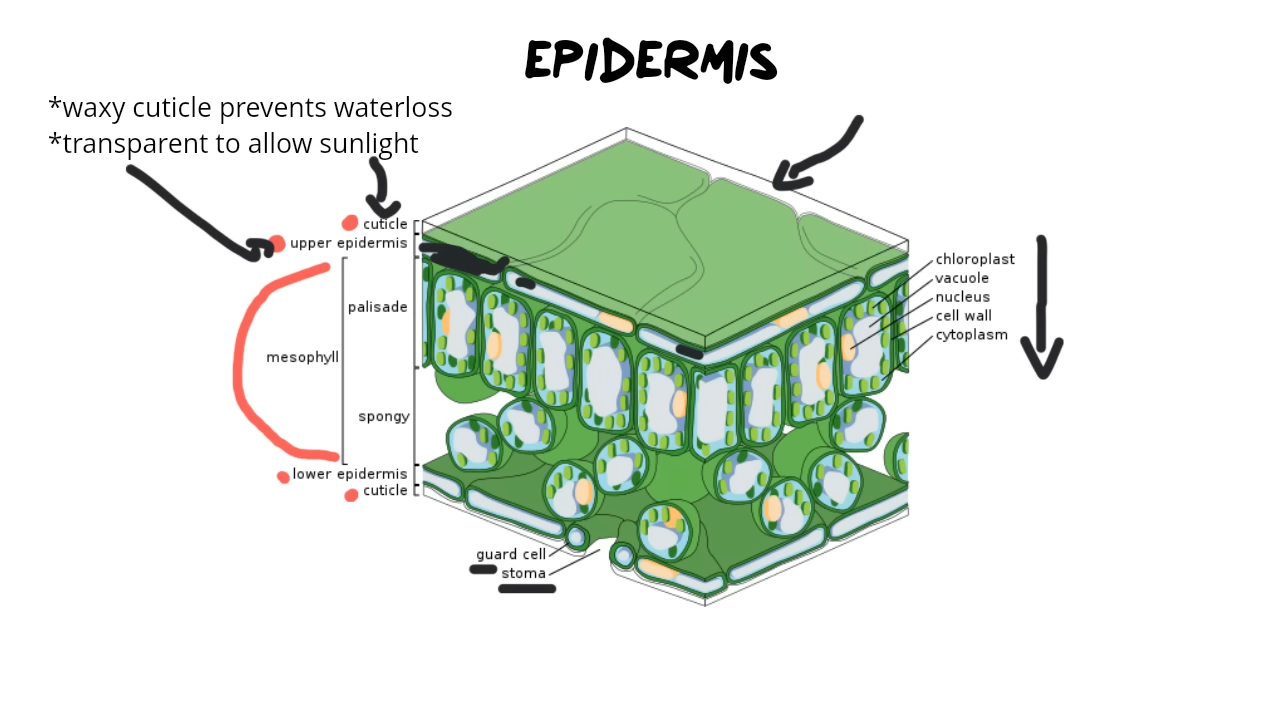 EPIDERMIS
*waxy cuticle prevents waterloss
*transparent to allow sunlight
cuticle
upper epidermis
palisade
mesophyll
spongy
lower epidermis
cuticle
chloroplast
vacuole
nucleus
cell wall
cytoplasm
guard cell
stoma